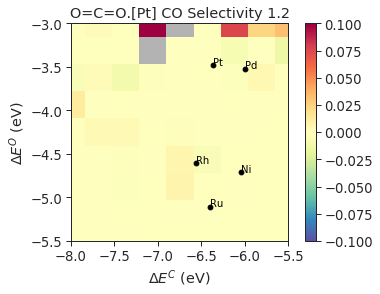 O=C=O.[Pt] CO Selectivity 1.2
−3.0
−3.5
−4.0
−4.5
−5.0
−5.5
ΔE^O (eV)
Pt
Pd
Rh
Ni
Ru
−8.0 −7.5 −7.0 −6.5 −6.0 −5.5
ΔE^C (eV)
0.100
0.075
0.050
0.025
0.000
−0.025
−0.050
−0.075
−0.100